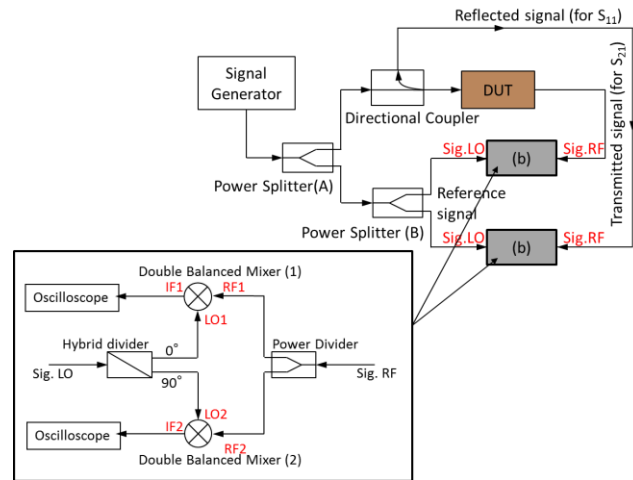 Reflected signal (for S11)
Signal
Generator
DUT
Directional Coupler
Transmitted signal (for S21)
Power Splitter(A)
Sig.LO
(b)
Sig.RF
Reference
signal
Power Splitter (B)
Sig.LO
(b)
Sig.RF
Double Balanced Mixer (1)
Oscilloscope
IF1
RF1
LO1
Hybrid divider
0°
Power Divider
Sig. LO
90°
Sig. RF
LO2
Oscilloscope
IF2
RF2
Double Balanced Mixer (2)